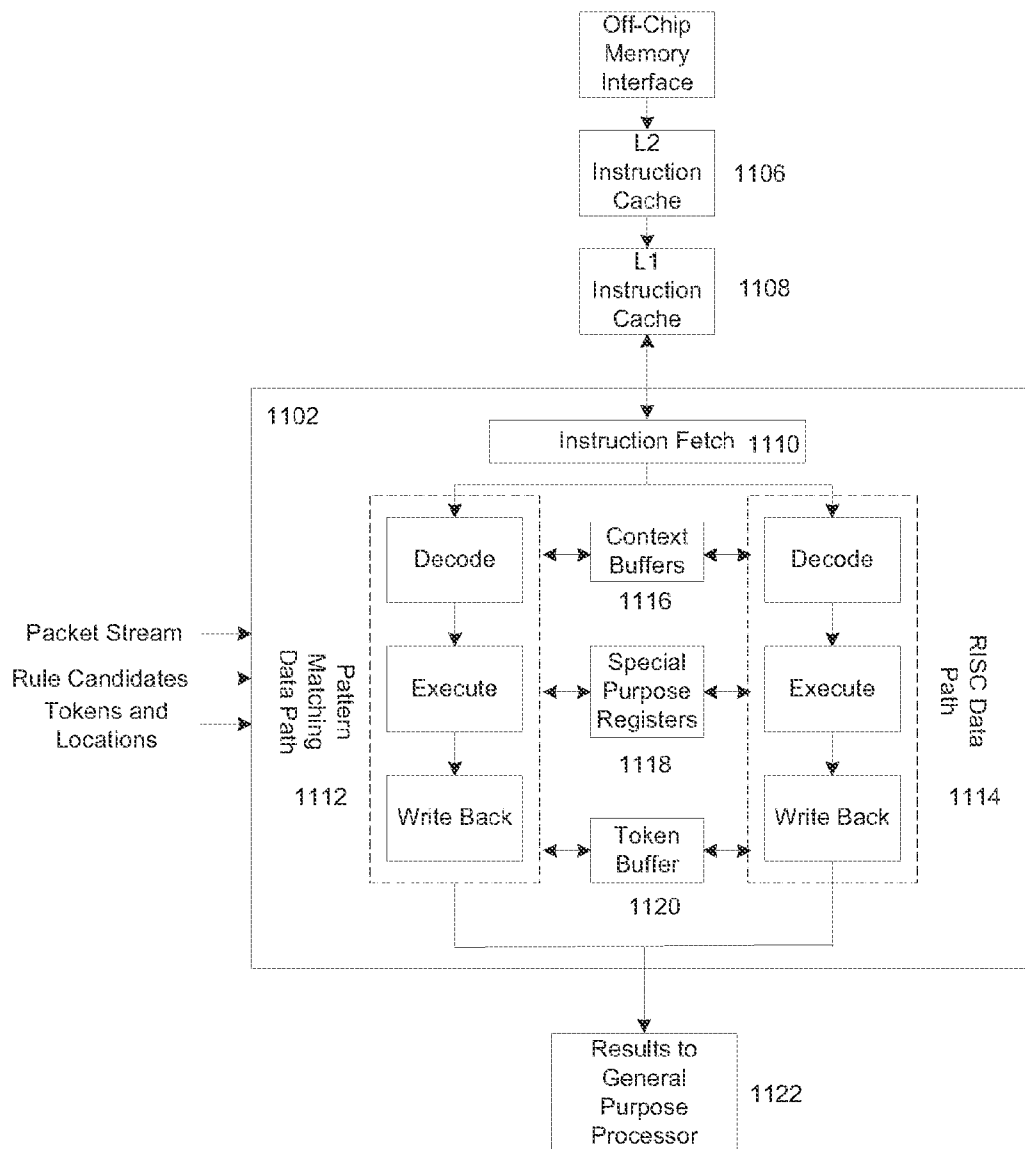 Off-Chip
Memory
Interface
L2
Instruction
Cache
1106
L1
Instruction
Cache
1108
1102
Instruction Fetch 1110
Decode
Context
Buffers
1116
Decode
Packet Stream
Rule Candidates
Tokens and
Locations
Pattern
Matching
Data Path
1112
Execute
Special
Purpose
Registers
1118
Execute
RISC Data
Path
1114
Write Back
Token
Buffer
1120
Write Back
Results to
General
Purpose
Processor
1122